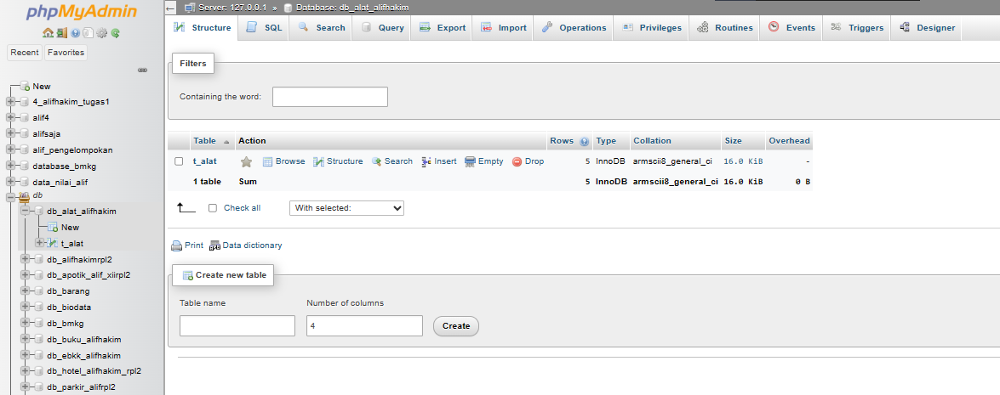 phpMyAdmin
Recent Favorites
New
4_alifhakim_tugas1
alif4
alifsaja
alif_pengelompokan
database_bmkg
data_nilai_alif
db
db_alat_alifhakim
New
t_alat
db_alifhakimrpl2
db_apotik_alif_xiirpl2
db_barang
db_biodata
db_bmkg
db_buku_alifhakim
db_ebkk_alifhakim
db_hotel_alifhakim_rpl2
db_parkir_alifrpl2
Server: 127.0.0.1 » Database: db_alat_alifhakim
Structure SQL Search Query Export Import Operations Privileges Routines Events Triggers Designer
Filters
Containing the word:
Table Action Rows Type Collation Size Overhead
t_alat Browse Structure Search Insert Empty Drop 5 InnoDB armscii8_general_ci 16.0 KiB -
1 table Sum 5 InnoDB armscii8_general_ci 16.0 KiB 0 B
Check all With selected:
Print Data dictionary
Create new table
Table name Number of columns
4 Create